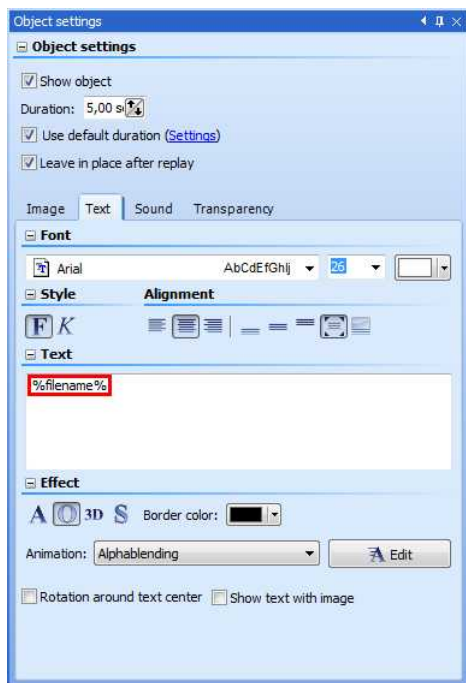 Object settings
Object settings
Show object
Duration: 5,00 s
Use default duration (Settings)
Leave in place after replay
Image Text Sound Transparency
Font
Arial AbCdEfGhIj 26
Style Alignment
F K
Text
%filename%
Effect
A O 3D S Border color:
Animation: Alphablending A Edit
Rotation around text center Show text with image